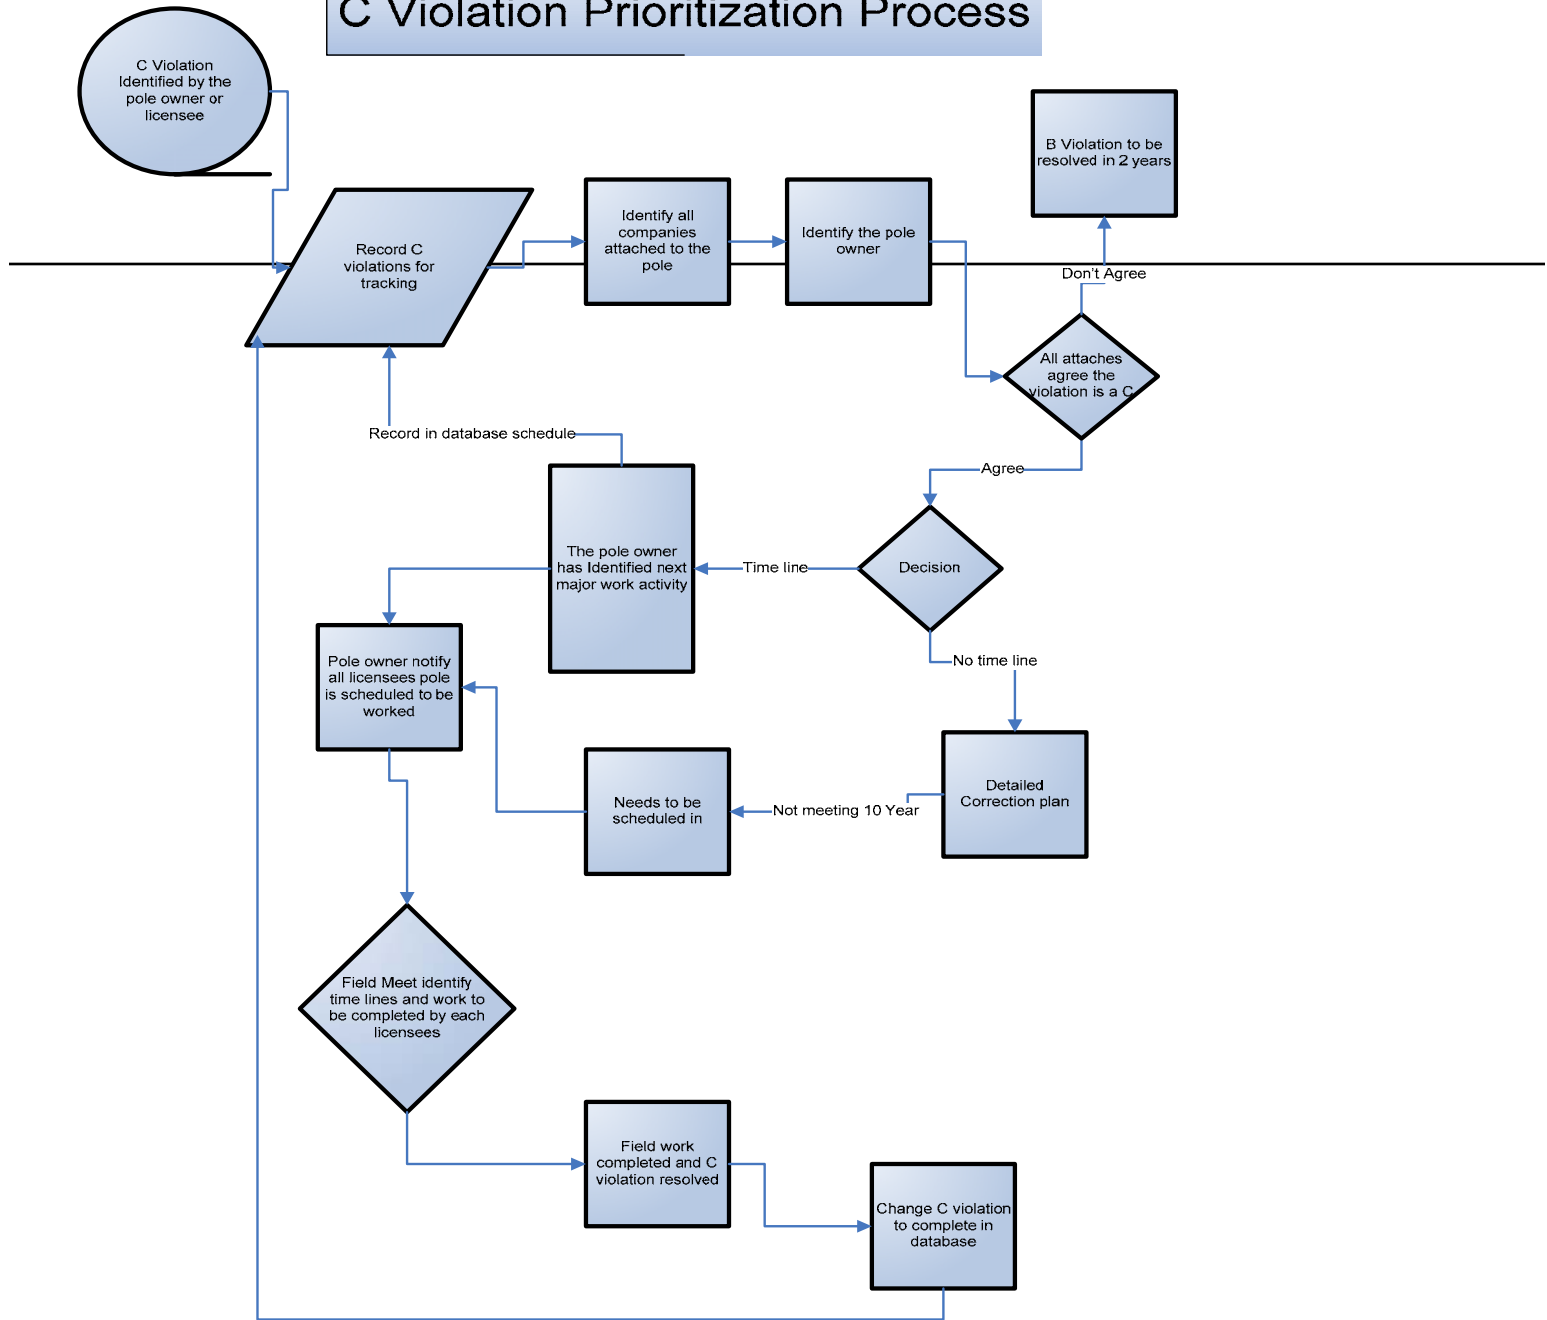 C Violation Prioritization Process
C Violation
Identified by the
pole owner or
licensee
B Violation to be
resolved in 2 years
Record C
violations for
tracking
Identify all
companies
attached to the
pole
Identify the pole
owner
Don't Agree
All attaches
agree the
violation is a C
Record in database schedule
Agree
The pole owner
has Identified next
major work activity
Time line
Decision
No time line
Pole owner notify
all licensees pole
is scheduled to be
worked
Needs to be
scheduled in
Not meeting 10 Year
Detailed
Correction plan
Field Meet identify
time lines and work to
be completed by each
licensees
Field work
completed and C
violation resolved
Change C violation
to complete in
database